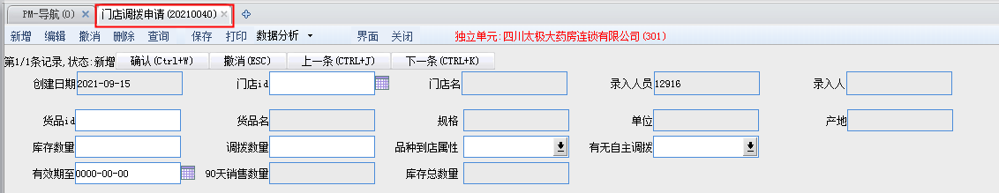 PM-导航(0) 门店调拨申请(20210040)
新增 编辑 撤消 删除 查询 保存 打印 数据分析 界面 关闭 独立单元:四川太极大药房连锁有限公司(301)
第1/1条记录,状态:新增 确认(Ctrl+W) 撤消(ESC) 上一条(CTRL+J) 下一条(CTRL+K)
创建日期 2021-09-15 门店id 门店名 录入人员 12916 录入人
货品id 货品名 规格 单位 产地
库存数量 调拨数量 品种到店属性 有无自主调拨
有效期至 0000-00-00 90天销售数量 库存总数量